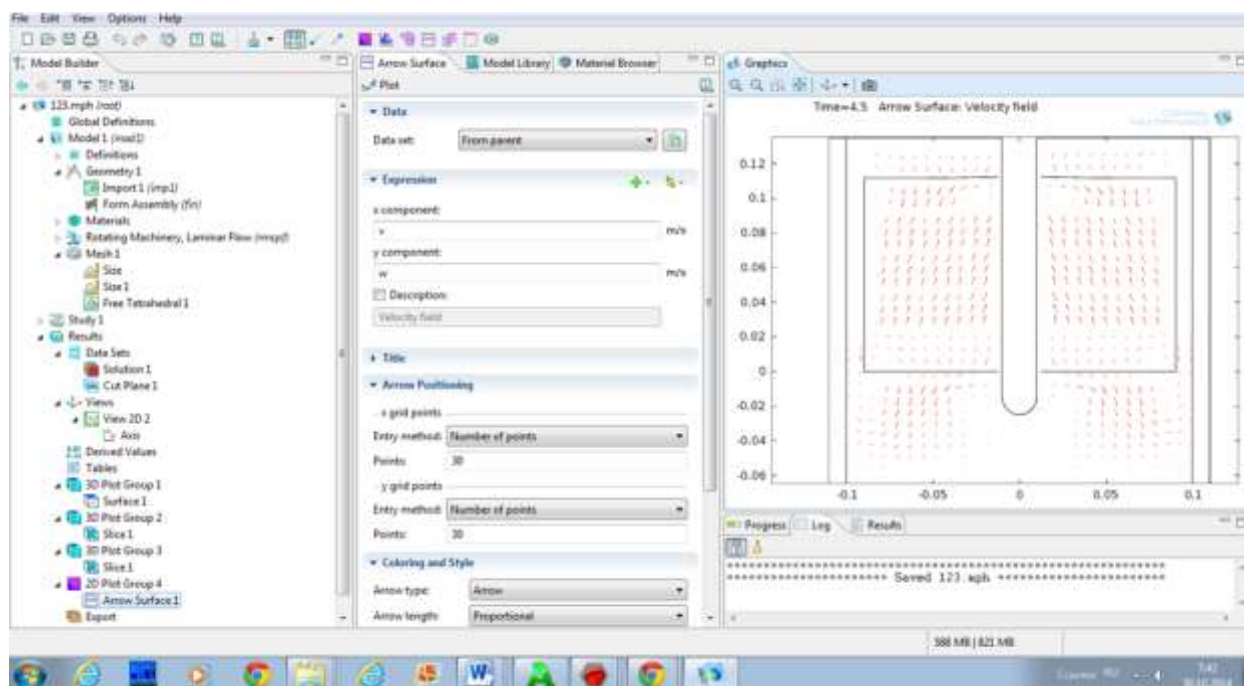 File Edit View Options Help
Model Builder
123.mph (root)
Global Definitions
Model 1 (mod1)
Definitions
Geometry 1
Import 1 (imp1)
Form Assembly (fin)
Materials
Rotating Machinery, Laminar Flow (rmspf)
Mesh 1
Size
Size 1
Free Tetrahedral 1
Study 1
Results
Data Sets
Solution 1
Cut Plane 1
Views
View 2D 2
Axis
Derived Values
Tables
3D Plot Group 1
Surface 1
3D Plot Group 2
Slice 1
3D Plot Group 3
Slice 1
2D Plot Group 4
Arrow Surface 1
Export
Arrow Surface Model Library Material Browser
Plot
Data
Data set: From parent
Expression
x component:
v m/s
y component:
w m/s
Description:
Velocity field
Title
Arrow Positioning
x grid points
Entry method: Number of points
Points: 30
y grid points
Entry method: Number of points
Points: 30
Coloring and Style
Arrow type: Arrow
Arrow length: Proportional
Graphics
Time=4.5 Arrow Surface: Velocity field
0.12
0.1
0.08
0.06
0.04
0.02
0
-0.02
-0.04
-0.06
-0.1 -0.05 0 0.05 0.1
Progress Log Results
Saved 123.mph
388 MB | 821 MB